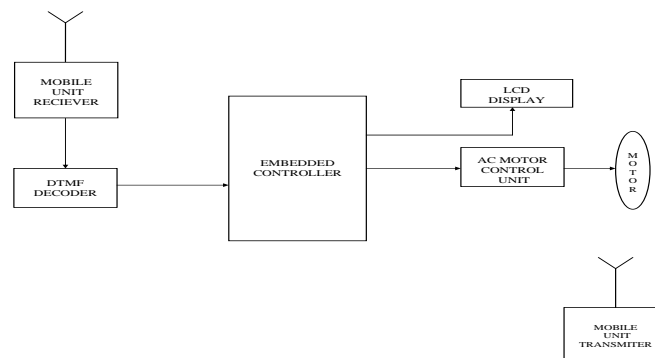 MOBILE
UNIT
RECIEVER
LCD
DISPLAY
EMBEDDED
CONTROLLER
AC MOTOR
CONTROL
UNIT
M
O
T
O
R
DTMF
DECODER
MOBILE
UNIT
TRANSMITER